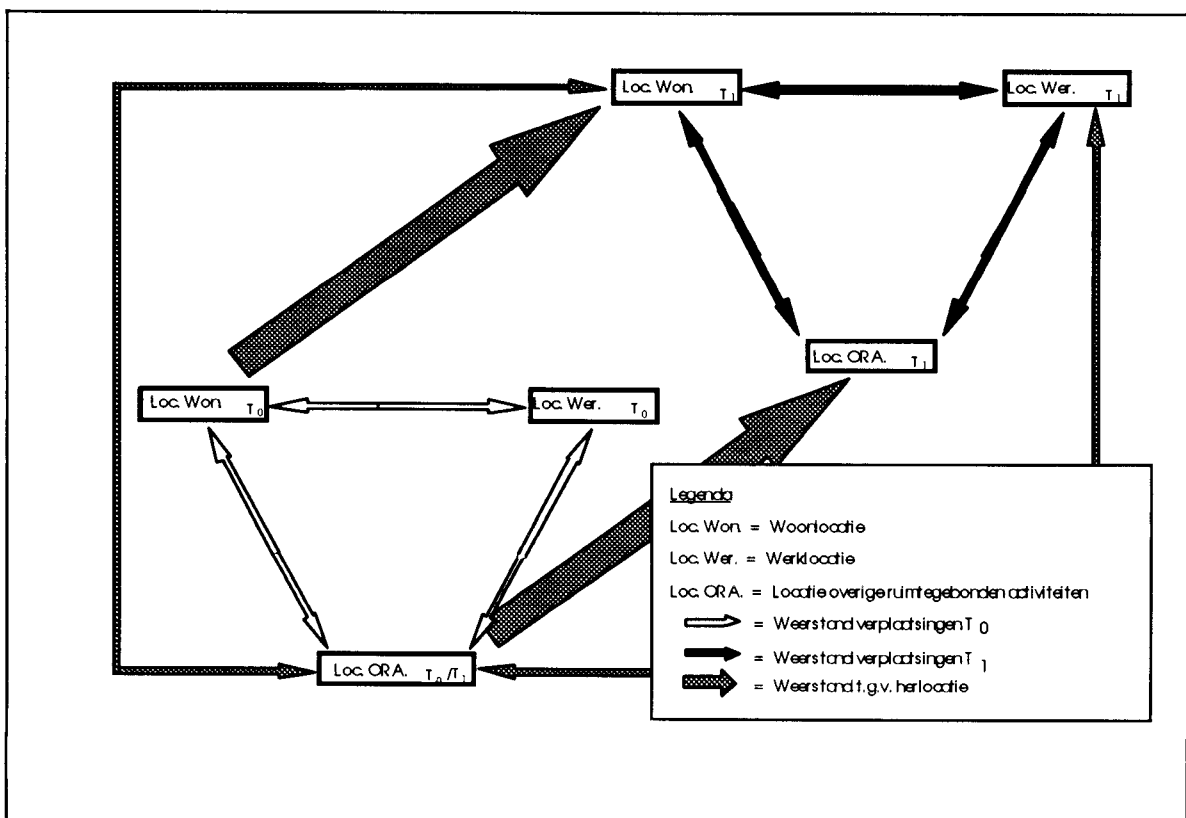 Loc. Won. T1
Loc. Wer. T1
Loc. ORA. T1
Loc. Won. T0
Loc. Wer. T0
Loc. ORA. T0/T1
Legenda
Loc. Won. = Woonlocatie
Loc. Wer. = Werklocatie
Loc. ORA. = Locatie overige ruimtegebonden activiteiten
= Weerstand verplaatsingen T0
= Weerstand verplaatsingen T1
= Weerstand t.g.v. herlocatie